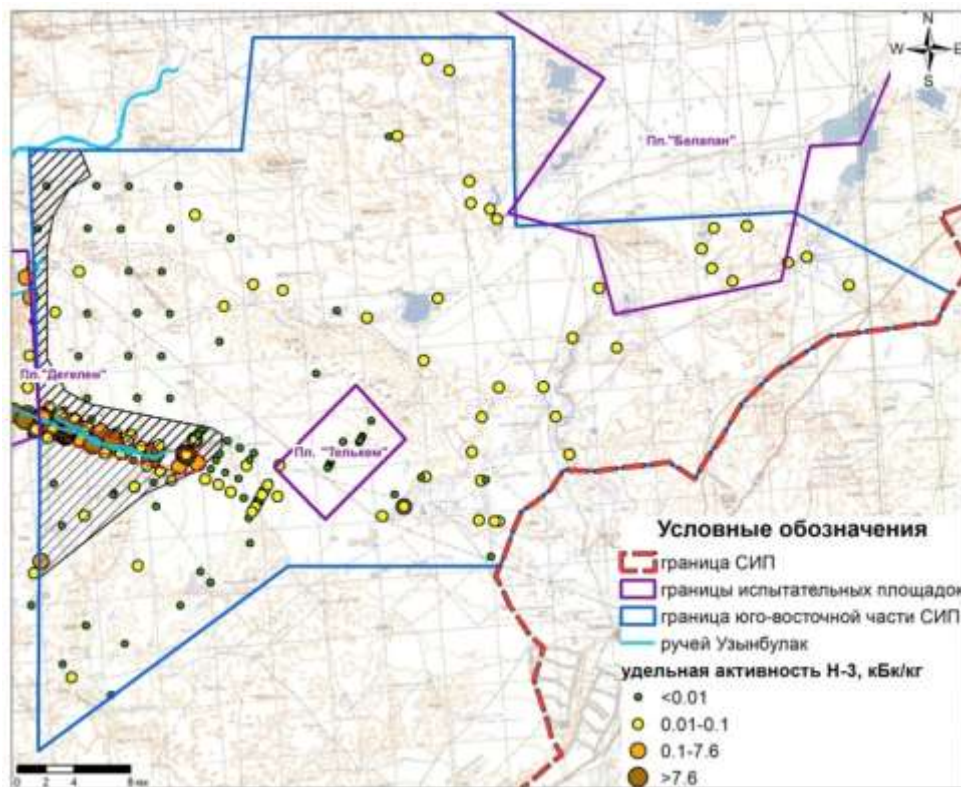 N
W E
S
Пл."Балапан"
Пл."Дегелен"
Пл. "Телькем"
Условные обозначения
граница СИП
границы испытательных площадок
граница юго-восточной части СИП
ручей Узынбулак
удельная активность Н-3, кБк/кг
<0.01
0.01-0.1
0.1-7.6
>7.6
0 2 4 8 км